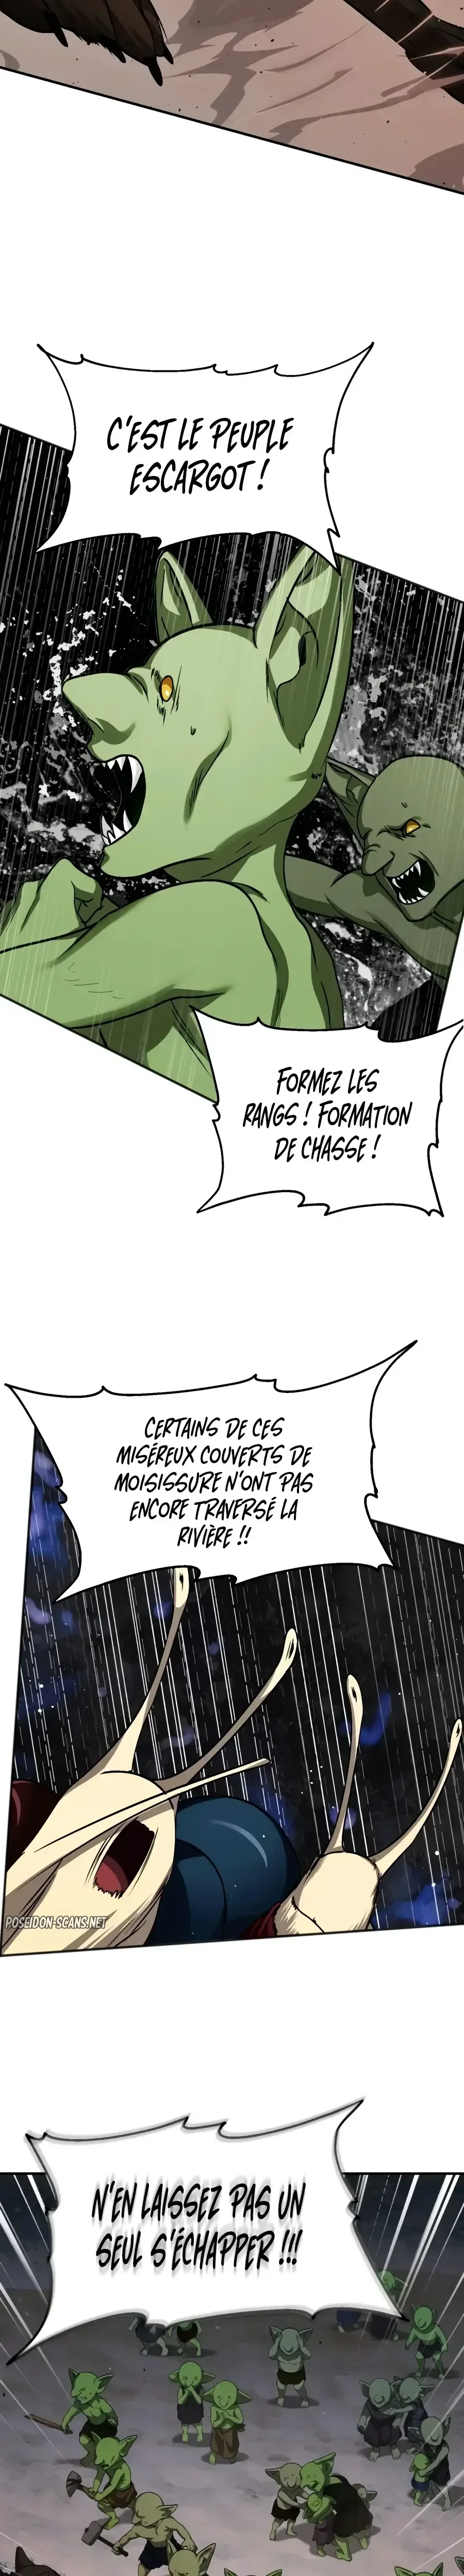 C'EST LE PEUPLE
ESCARGOT !
FORMEZ LES
RANGS ! FORMATION
DE CHASSE !
CERTAINS DE CES
MISÉREUX COUVERTS DE
MOISISSURE N'ONT PAS
ENCORE TRAVERSÉ LA
RIVIÈRE !!
POSEIDON-SCANS.NET
N'EN LAISSEZ PAS UN
SEUL S'ÉCHAPPER !!!